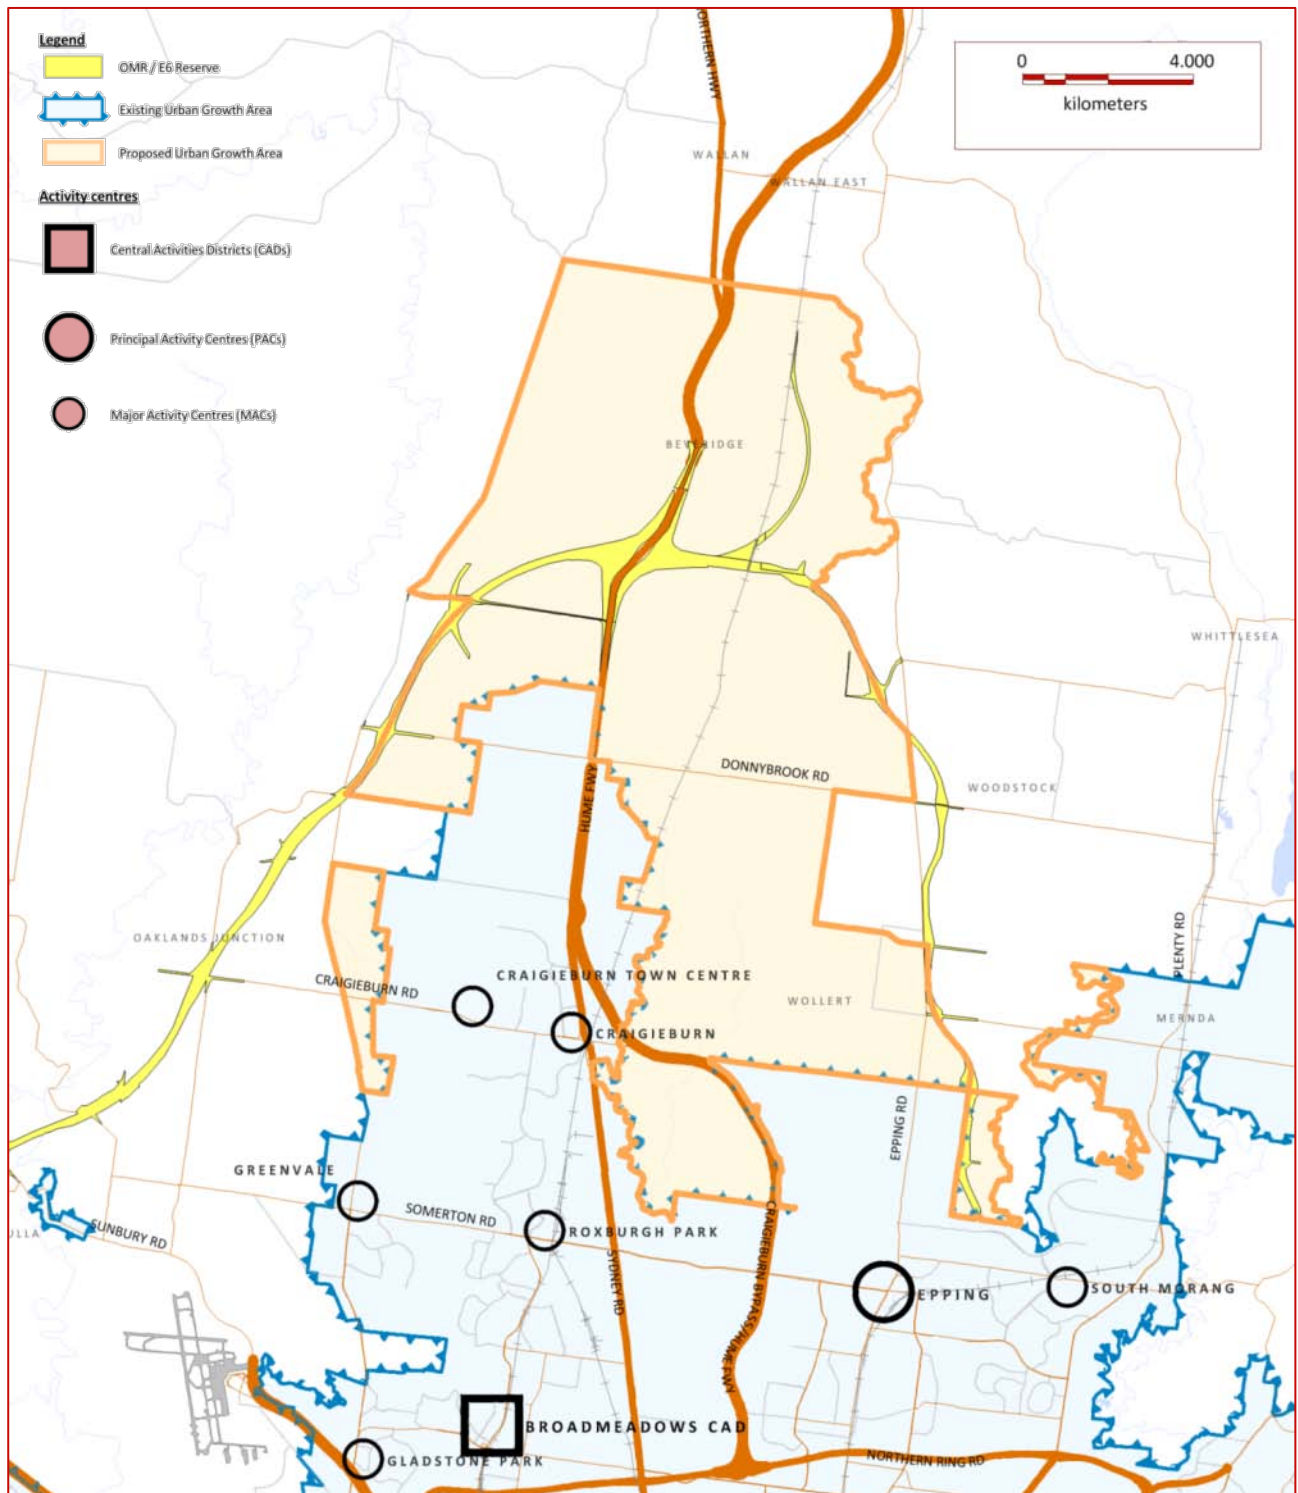 Legend
OMR / E6 Reserve
Existing Urban Growth Area
Proposed Urban Growth Area
Activity centres
Central Activities Districts (CADs)
Principal Activity Centres (PACs)
Major Activity Centres (MACs)
0 4.000
kilometers
WALLAN
WALLAN EAST
BEVERIDGE
WHITTLESEA
DONNYBROOK RD
WOODSTOCK
HUME FWY
OAKLANDS JUNCTION
PLENTY RD
CRAIGIEBURN RD
CRAIGIEBURN TOWN CENTRE
WOLLERT
MERNDA
CRAIGIEBURN
EPPING RD
GREENVALE
SOMERTON RD
ROXBURGH PARK
SUNBURY RD
SYDNEY RD
CRAIGIEBURN BYPASS/HUME FWY
EPPING
SOUTH MORANG
BROADMEADOWS CAD
GLADSTONE PARK
NORTHERN RING RD